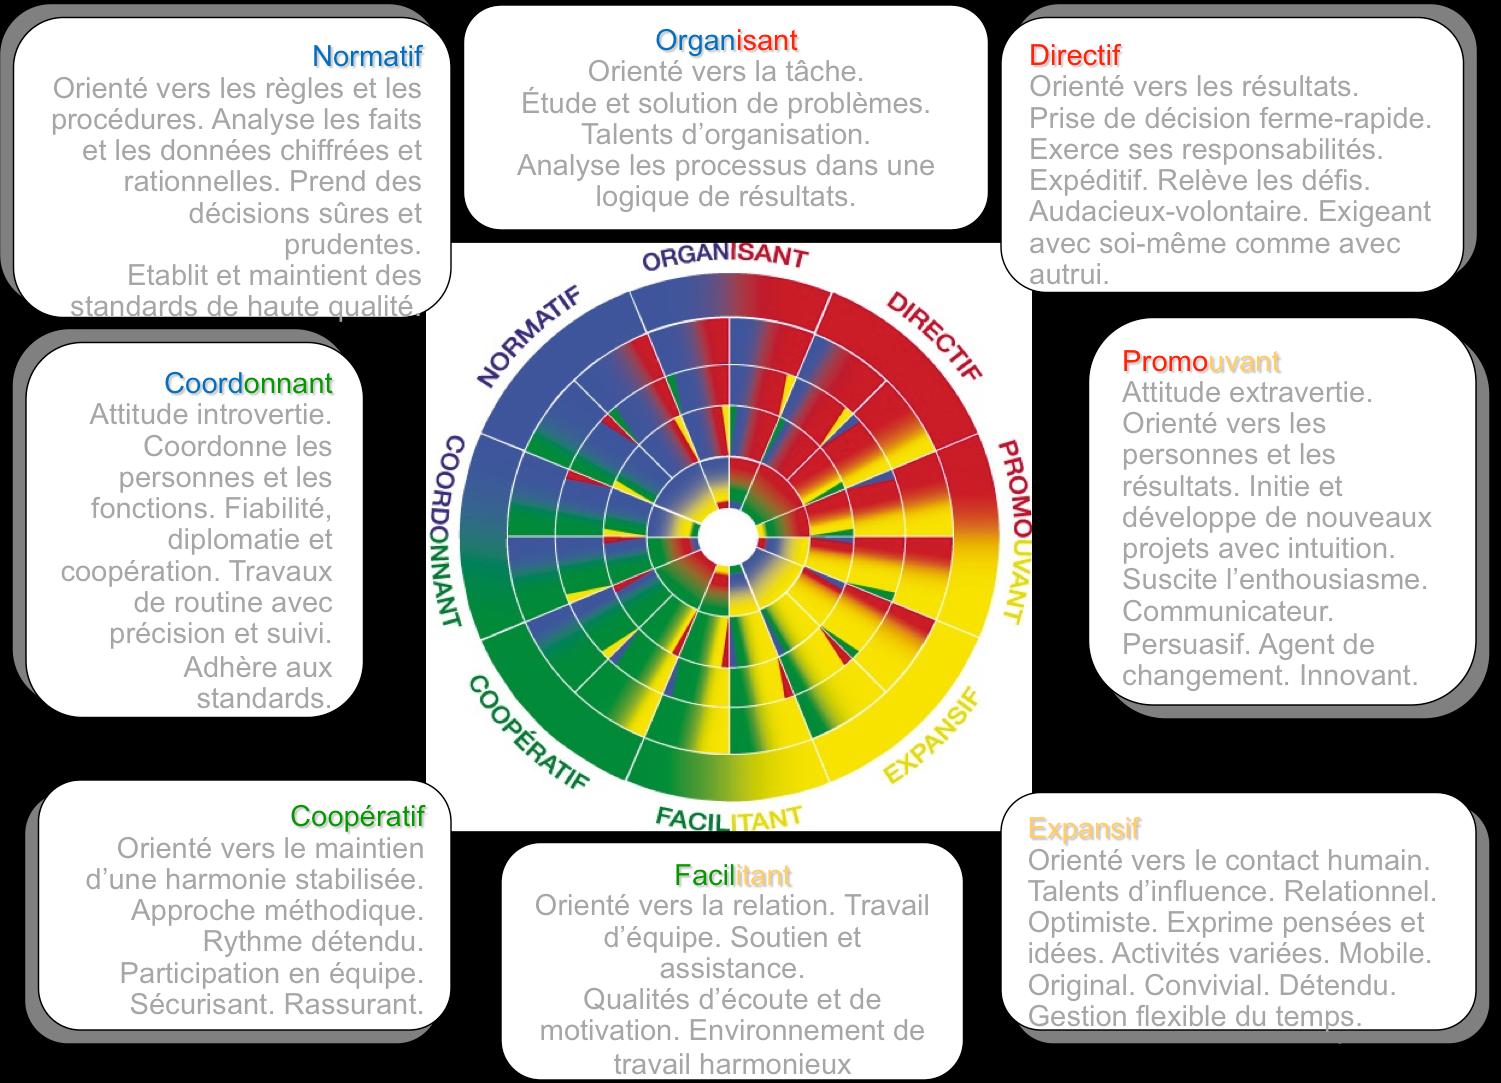 Normatif
Orienté vers les règles et les
procédures. Analyse les faits
et les données chiffrées et
rationnelles. Prend des
décisions sûres et
prudentes.
Etablit et maintient des
standards de haute qualité.
Organisant
Orienté vers la tâche.
Étude et solution de problèmes.
Talents d’organisation.
Analyse les processus dans une
logique de résultats.
Directif
Orienté vers les résultats.
Prise de décision ferme-rapide.
Exerce ses responsabilités.
Expéditif. Relève les défis.
Audacieux-volontaire. Exigeant
avec soi-même comme avec
autrui.
Coordonnant
Attitude introvertie.
Coordonne les
personnes et les
fonctions. Fiabilité,
diplomatie et
coopération. Travaux
de routine avec
précision et suivi.
Adhère aux
standards.
ORGANISANT
DIRECTIF
PROMOUVANT
EXPANSIF
FACILITANT
COOPÉRATIF
COORDONNANT
NORMATIF
Promouvant
Attitude extravertie.
Orienté vers les
personnes et les
résultats. Initie et
développe de nouveaux
projets avec intuition.
Suscite l’enthousiasme.
Communicateur.
Persuasif. Agent de
changement. Innovant.
Coopératif
Orienté vers le maintien
d’une harmonie stabilisée.
Approche méthodique.
Rythme détendu.
Participation en équipe.
Sécurisant. Rassurant.
Facilitant
Orienté vers la relation. Travail
d’équipe. Soutien et
assistance.
Qualités d’écoute et de
motivation. Environnement de
travail harmonieux
Expansif
Orienté vers le contact humain.
Talents d’influence. Relationnel.
Optimiste. Exprime pensées et
idées. Activités variées. Mobile.
Original. Convivial. Détendu.
Gestion flexible du temps.